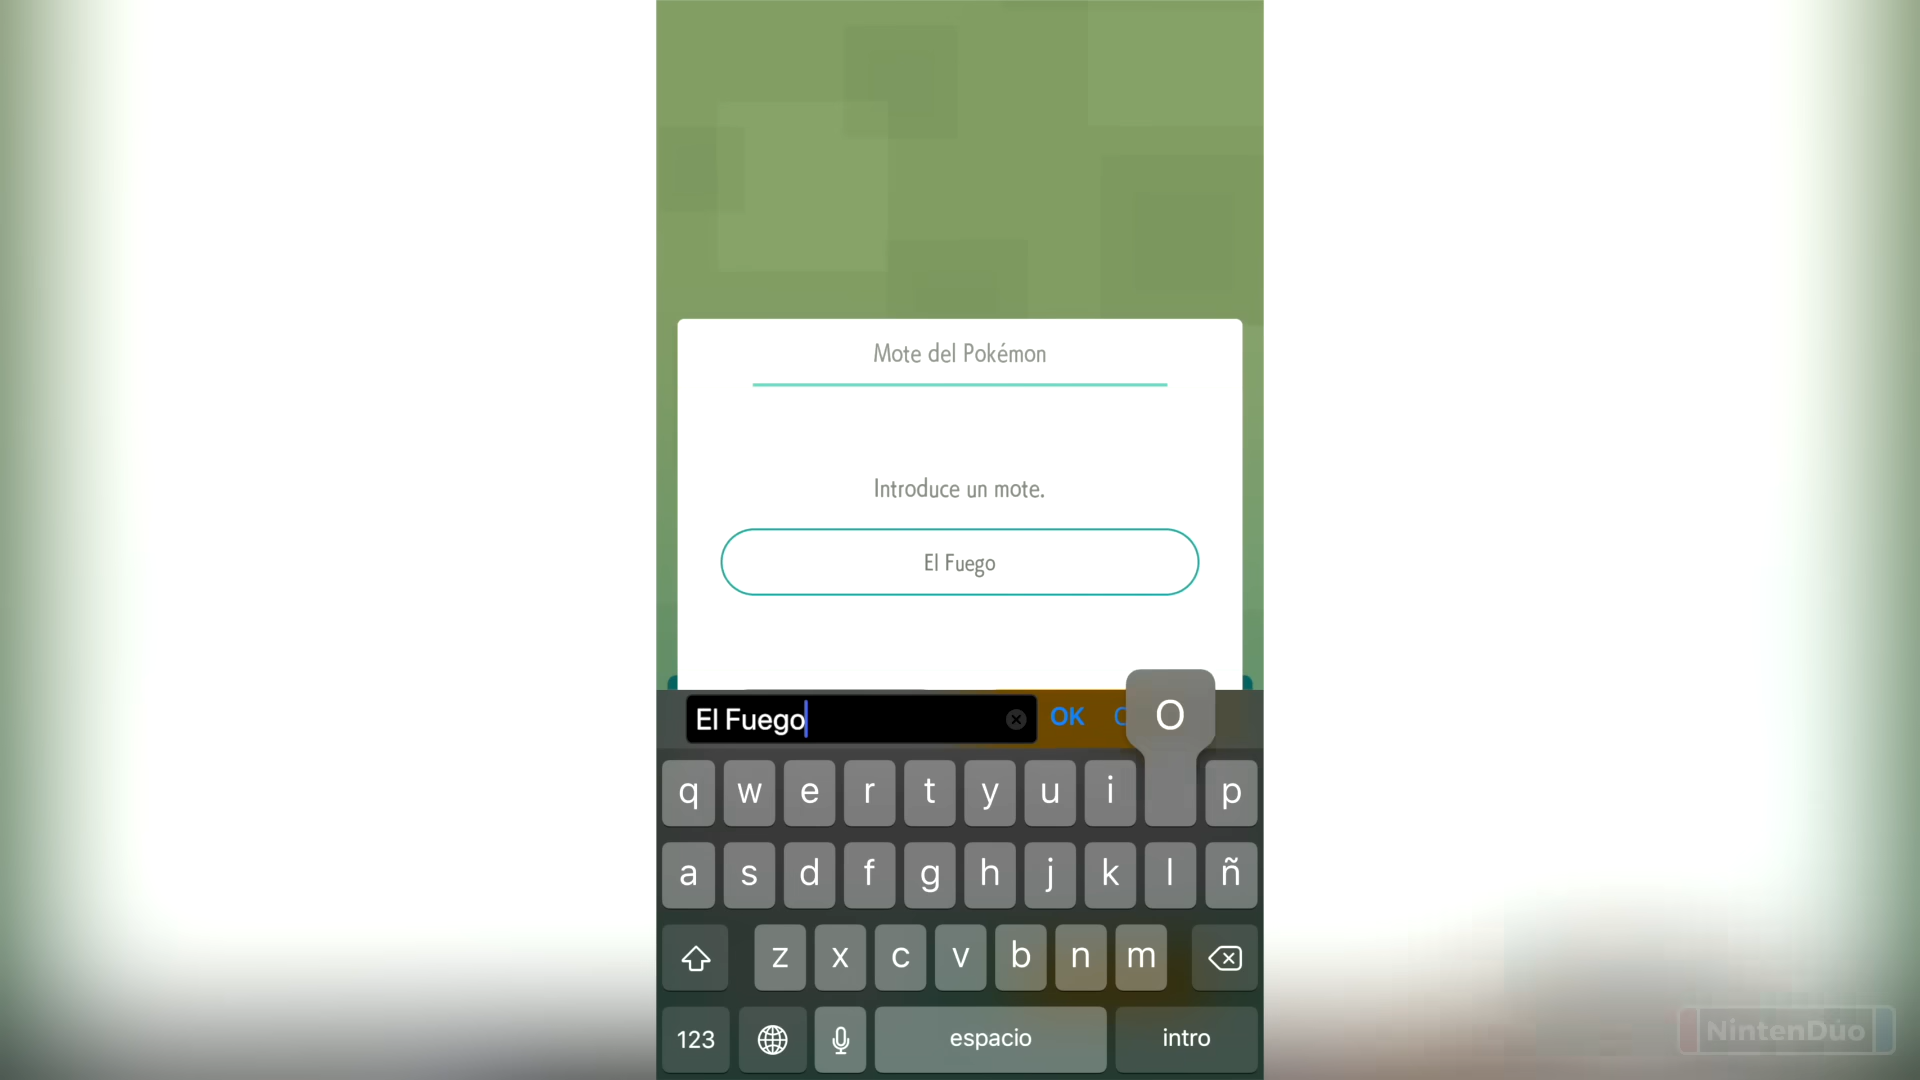 Mote del Pokémon
Introduce un mote.
El Fuego
El Fuego
OK
O
q w e r t y u i p
a s d f g h j k l ñ
z x c v b n m
123 espacio intro
NintenDúo